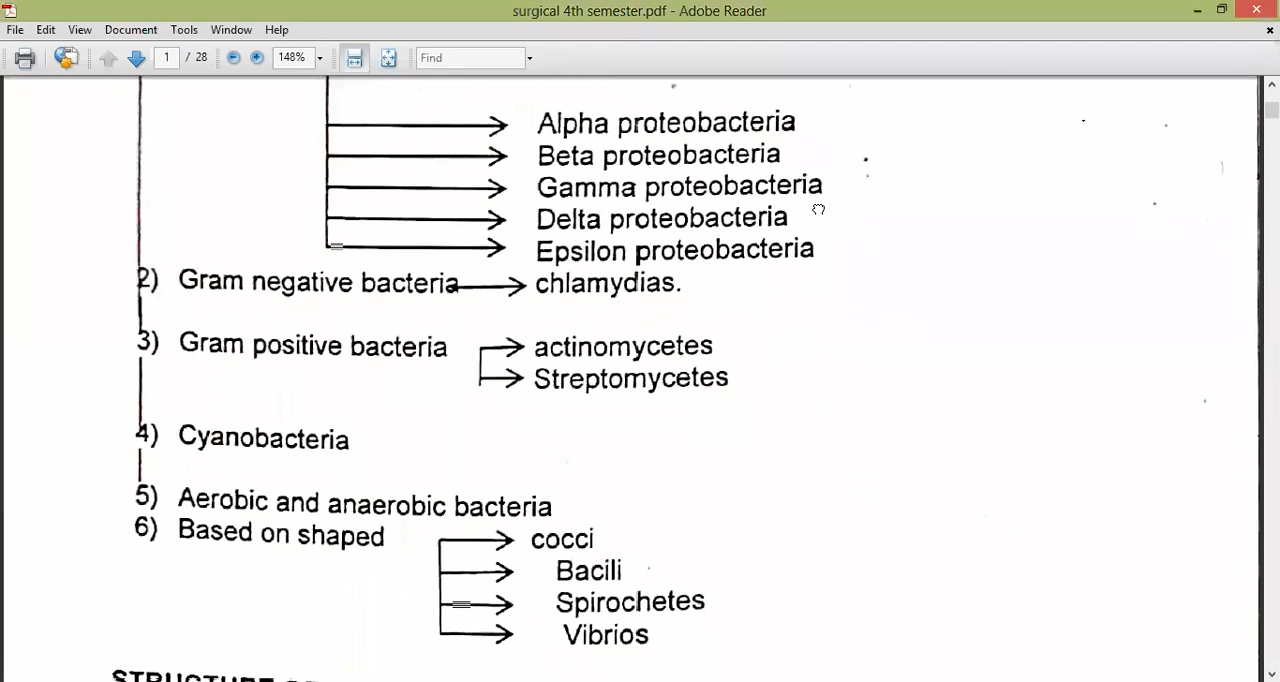 surgical 4th semester.pdf - Adobe Reader
File Edit View Document Tools Window Help
1 / 28 148% Find
Alpha proteobacteria
Beta proteobacteria
Gamma proteobacteria
Delta proteobacteria
Epsilon proteobacteria
2) Gram negative bacteria chlamydias.
3) Gram positive bacteria actinomycetes
Streptomycetes
4) Cyanobacteria
5) Aerobic and anaerobic bacteria
6) Based on shaped cocci
Bacili
Spirochetes
Vibrios